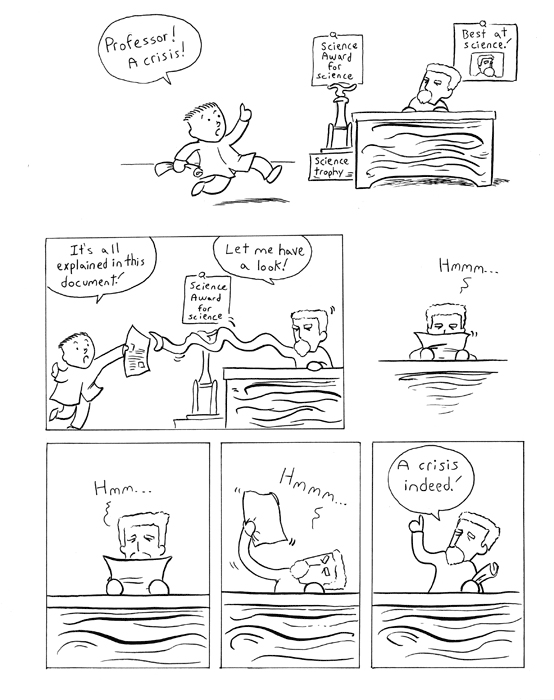 Professor!
A crisis!
Science
Award
for
science
Science
trophy
Best at
science!
It's all
explained in this
document!
Let me have
a look!
Science
Award
for
science
Hmmm...
Hmm...
Hmmm...
A crisis
indeed!